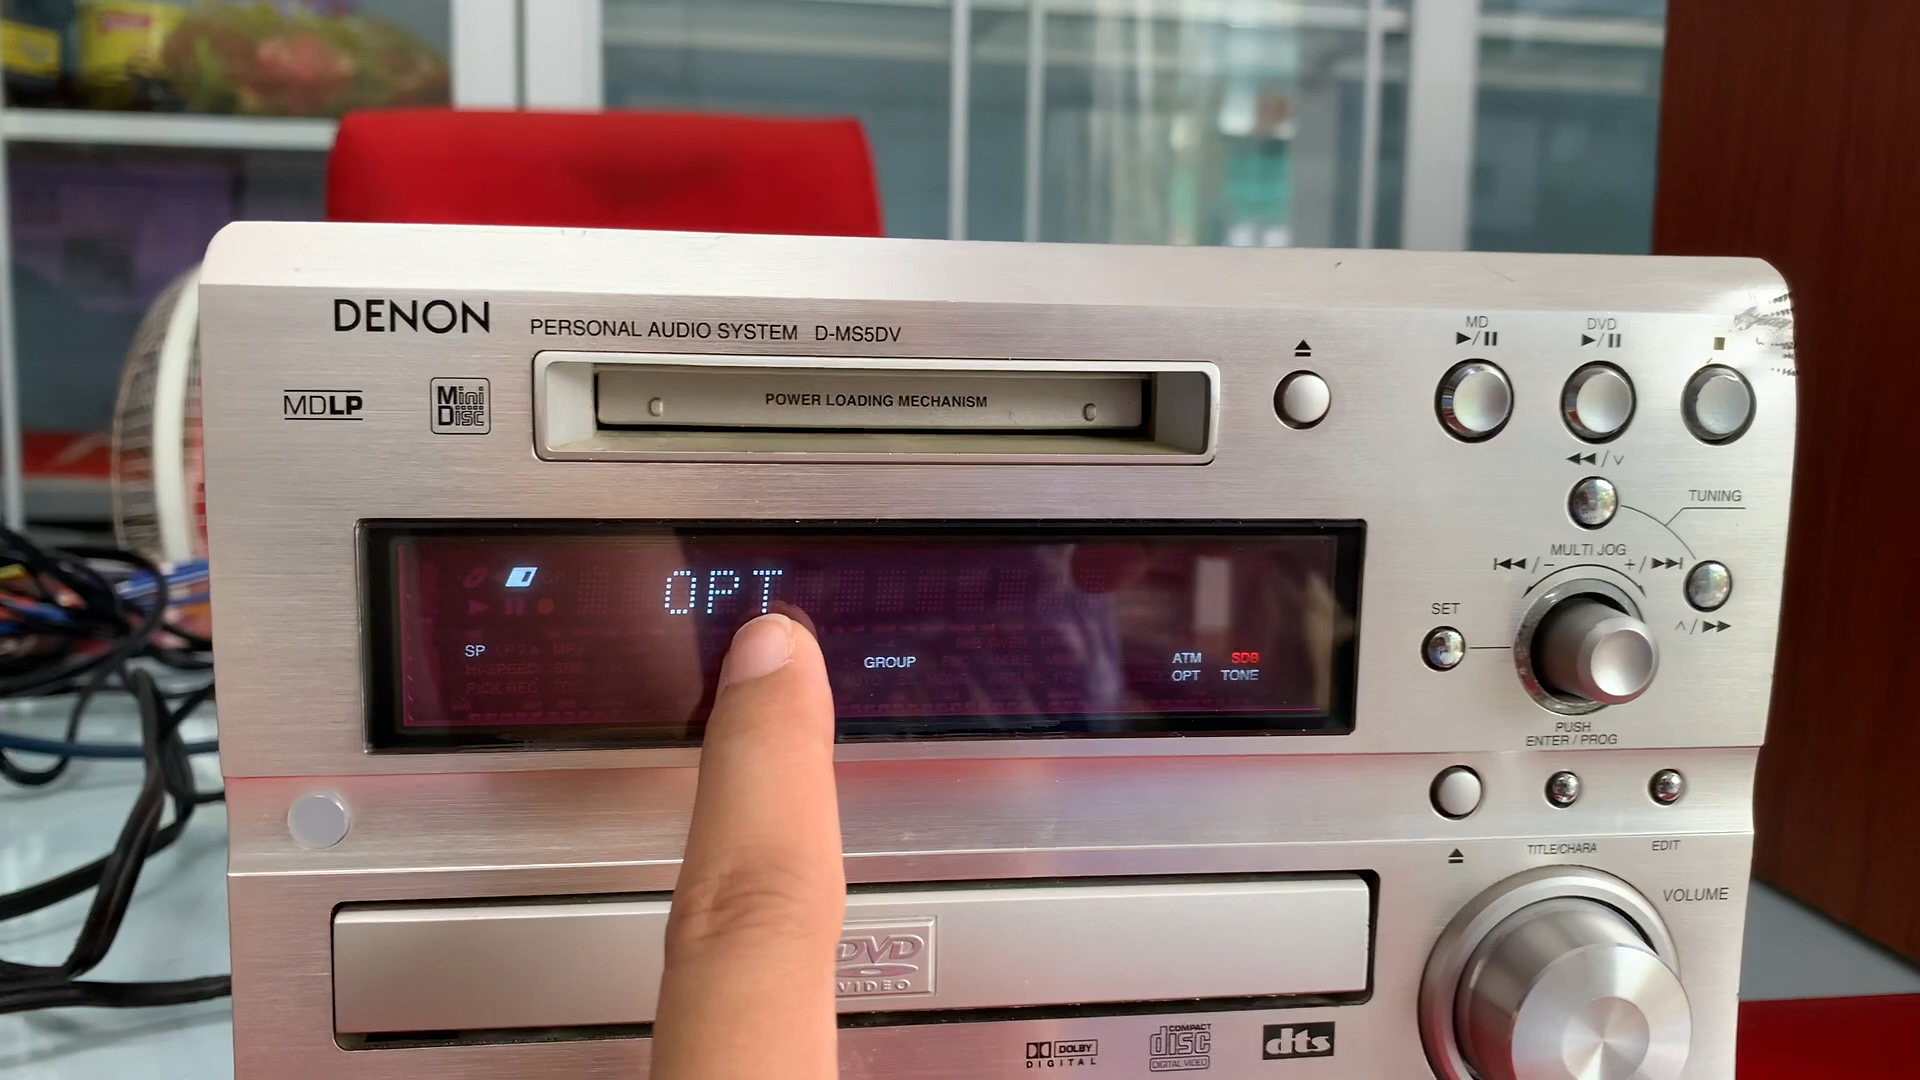 DENON
PERSONAL AUDIO SYSTEM D-MS5DV
MDLP
Mini Disc
POWER LOADING MECHANISM
MD
DVD
TUNING
MULTI JOG
SET
PUSH
ENTER / PROG
OPT
SP
GROUP
ATM
SDB
OPT
TONE
TITLE/CHARA
EDIT
VOLUME
DVD
VIDEO
DOLBY
DIGITAL
COMPACT
disc
DIGITAL VIDEO
dts